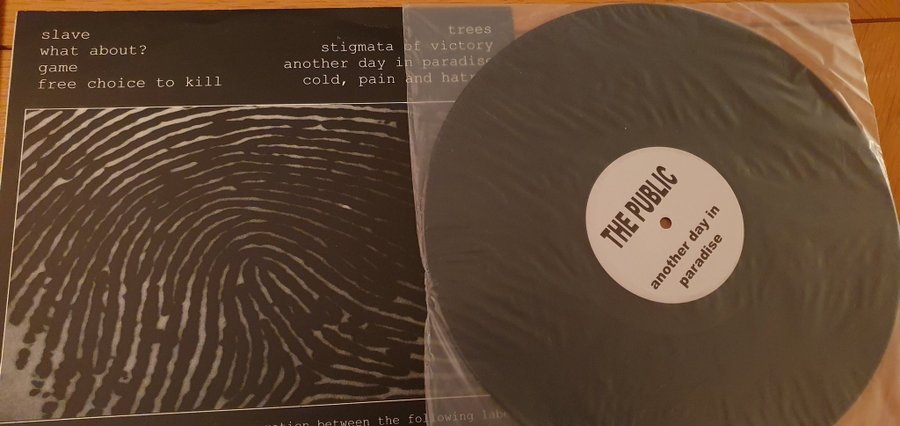 slave
what about?
game
free choice to kill
trees
stigmata of victory
another day in paradise
cold, pain and
THE PUBLIC
another day in
paradise
between the following